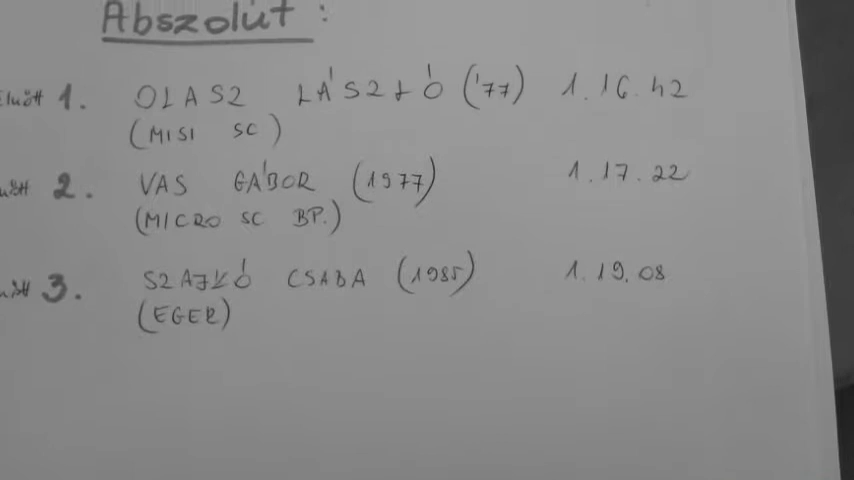 Abszolút:
1. OLASZ LÁSZLÓ ('77) 1.16.42
(MISI SC)
2. VAS GÁBOR (1977) 1.17.22
(MICRO SC BP.)
3. SZAJKÓ CSABA (1985) 1.19.08
(EGER)